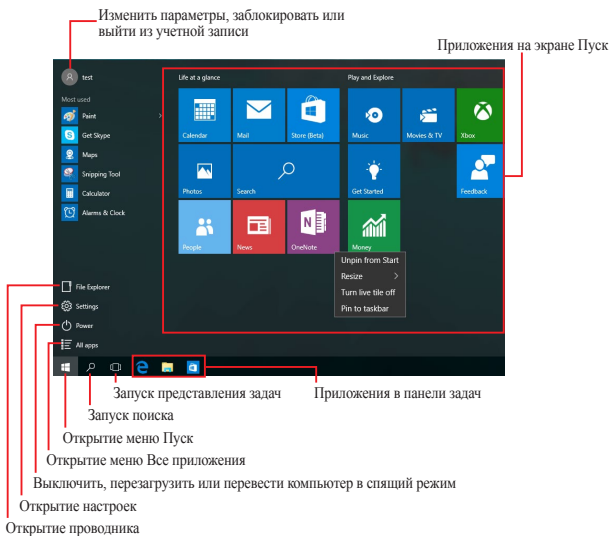 Изменить параметры, заблокировать или
выйти из учетной записи
Приложения на экране Пуск
test
Life at a glance
Play and Explore
Most used
Paint
Get Skype
Maps
Snipping Tool
Calculator
Alarms & Clock
Calendar
Mail
Store (Beta)
Music
Movies & TV
Xbox
Photos
Search
Get Started
Feedback
People
News
OneNote
Money
Unpin from Start
Resize
Turn live tile off
Pin to taskbar
File Explorer
Settings
Power
All apps
Запуск представления задач
Приложения в панели задач
Запуск поиска
Открытие меню Пуск
Открытие меню Все приложения
Выключить, перезагрузить или перевести компьютер в спящий режим
Открытие настроек
Открытие проводника